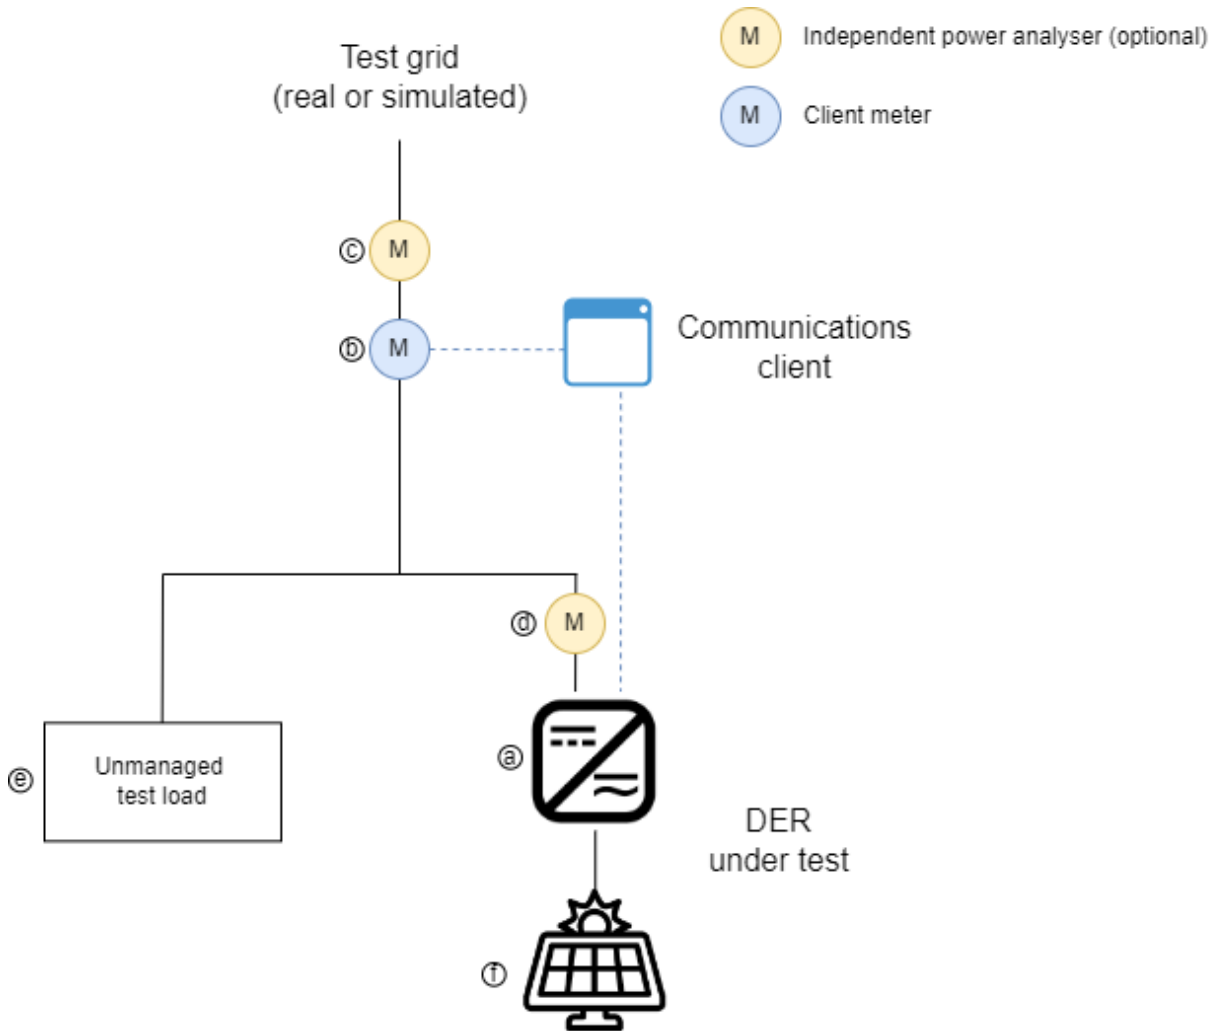 M Independent power analyser (optional)
Test grid
(real or simulated)
M Client meter
ⓒ M
ⓑ M
Communications
client
ⓓ M
ⓐ
Unmanaged
test load
ⓔ
DER
under test
ⓕ